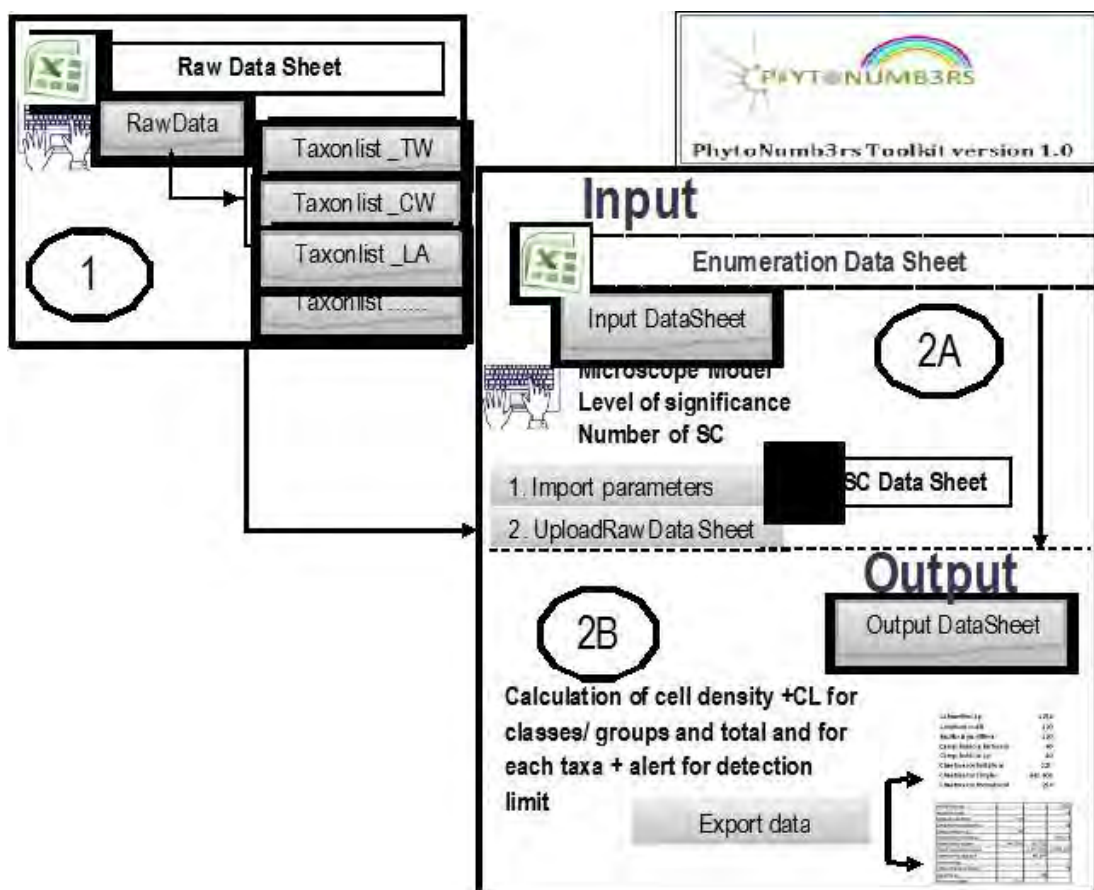 Raw Data Sheet
RawData
Taxonlist _TW
Taxonlist _CW
Taxonlist _LA
Taxonlist ......
1
PHYTONUMB3RS
PhytoNumb3rs Toolkit version 1.0
Input
Enumeration Data Sheet
Input DataSheet
2A
Microscope Model
Level of significance
Number of SC
1. Import parameters
2. UploadRaw Data Sheet
SC Data Sheet
Output
Output DataSheet
2B
Calculation of cell density +CL for
classes/ groups and total and for
each taxa + alert for detection
limit
Export data